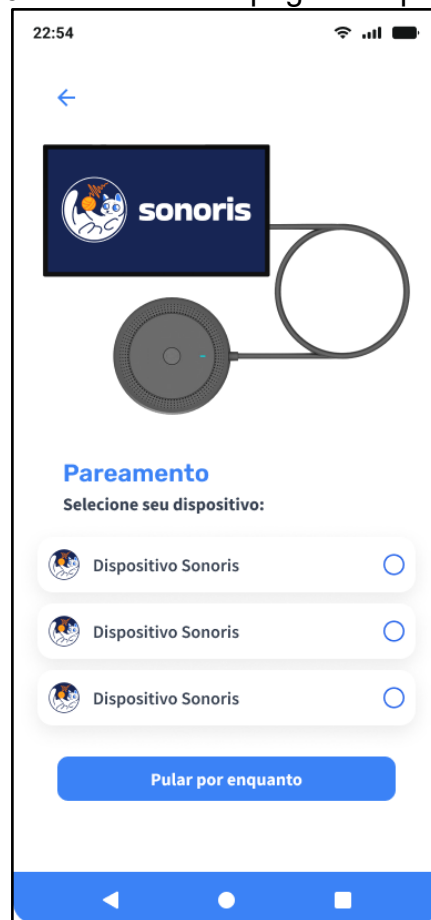 22:54
sonoris
Pareamento
Selecione seu dispositivo:
Dispositivo Sonoris
Dispositivo Sonoris
Dispositivo Sonoris
Pular por enquanto